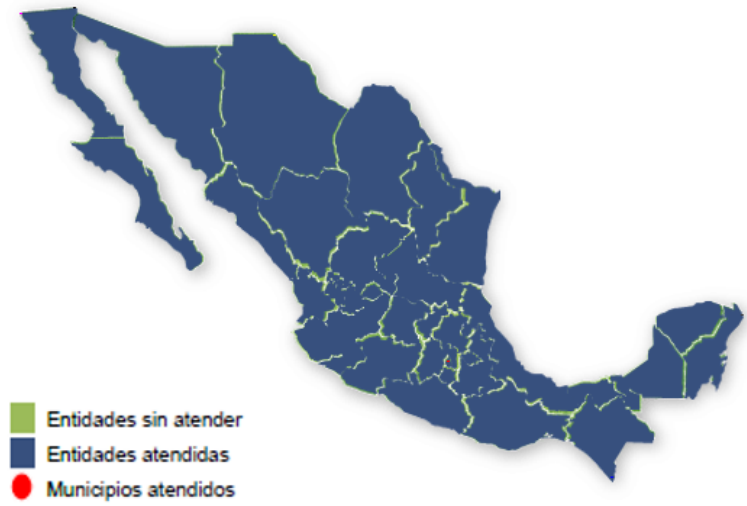 Entidades sin atender
Entidades atendidas
Municipios atendidos